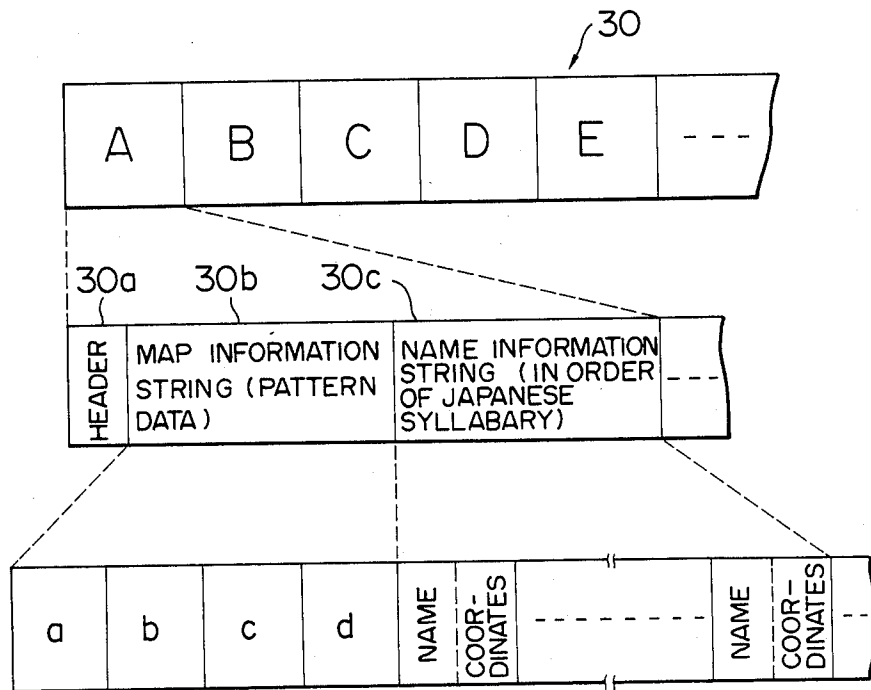 30
A B C D E
30a 30b 30c
HEADER
MAP INFORMATION
STRING (PATTERN
DATA)
NAME INFORMATION
STRING (IN ORDER
OF JAPANESE
SYLLABARY)
a b c d
NAME
COOR-
DINATES
NAME
COOR-
DINATES